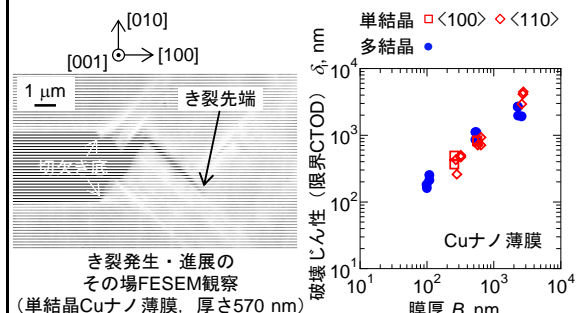 [010]
[001]
[100]
1 μm
き裂先端
切欠き底
き裂発生・進展の
その場FESEM観察
(単結晶Cuナノ薄膜，厚さ570 nm)
単結晶 〈100〉 〈110〉
多結晶
破壊じん性（限界CTOD） δi, nm
10⁴
10³
10²
10¹
Cuナノ薄膜
10¹ 10² 10³ 10⁴
膜厚 B, nm